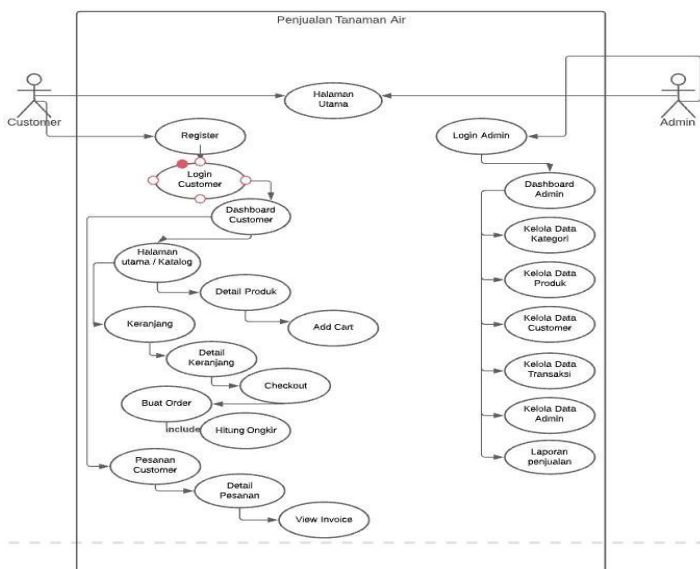 Penjualan Tanaman Air
Halaman
Utama
Customer
Admin
Register
Login Admin
Login
Customer
Dashboard
Admin
Dashboard
Customer
Kelola Data
Kategori
Halaman
utama / Katalog
Kelola Data
Produk
Detail Produk
Keranjang
Add Cart
Kelola Data
Customer
Detail
Keranjang
Kelola Data
Transaksi
Checkout
Buat Order
Kelola Data
Admin
include
Hitung Ongkir
Laporan
penjualan
Pesanan
Customer
Detail
Pesanan
View Invoice